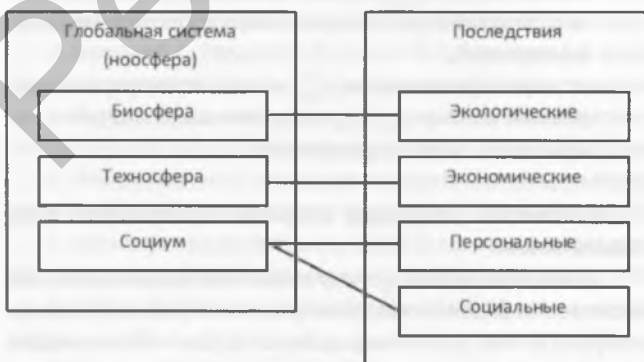 Глобальная система
(ноосфера)
Биосфера
Техносфера
Социум
Последствия
Экологические
Экономические
Персональные
Социальные